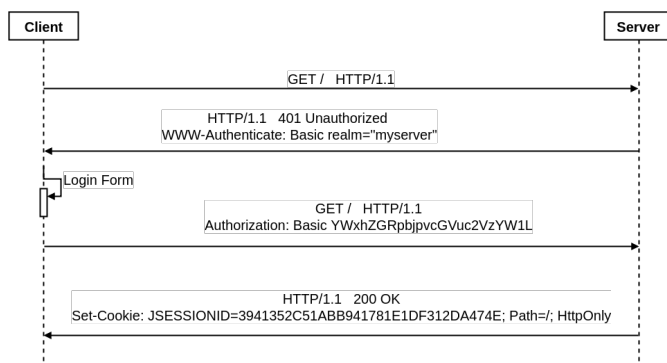 Client
Server
GET /   HTTP/1.1
HTTP/1.1   401 Unauthorized
WWW-Authenticate: Basic realm="myserver"
Login Form
GET /   HTTP/1.1
Authorization: Basic YWxhZGRpbjpvcGVuc2VzYW1L
HTTP/1.1   200 OK
Set-Cookie: JSESSIONID=3941352C51ABB941781E1DF312DA474E; Path=/; HttpOnly